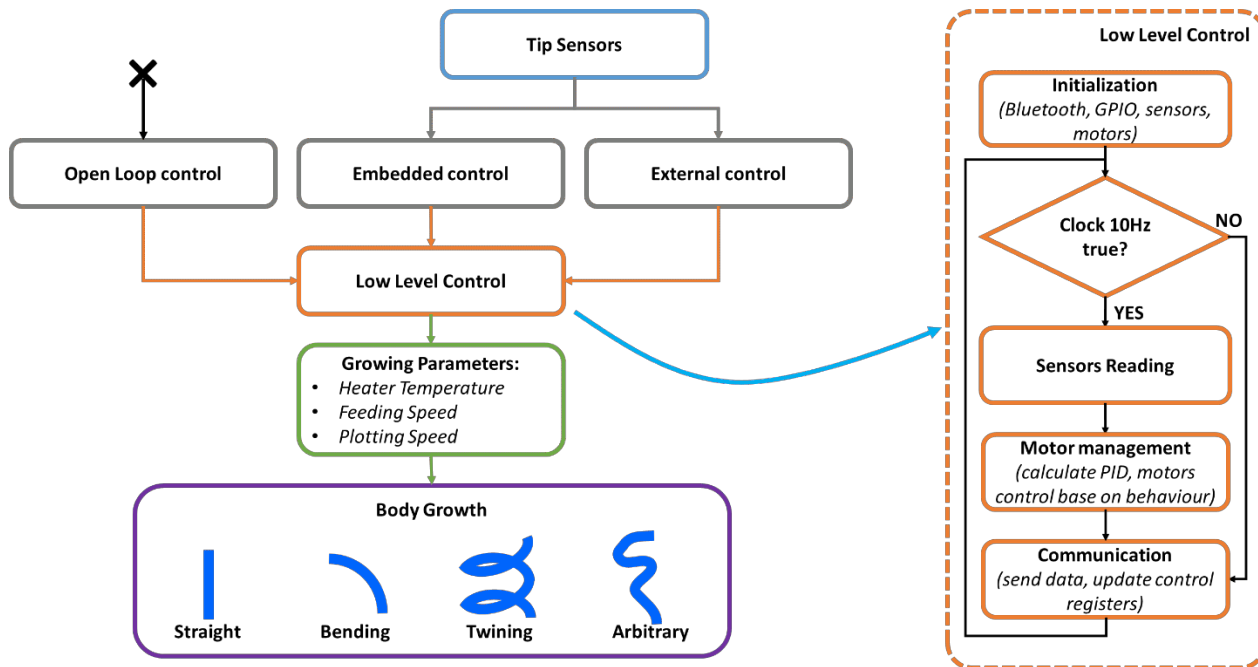 Tip Sensors
Open Loop control
Embedded control
External control
Low Level Control
Growing Parameters:
• Heater Temperature
• Feeding Speed
• Plotting Speed
Body Growth
Straight
Bending
Twining
Arbitrary
Low Level Control
Initialization
(Bluetooth, GPIO, sensors,
motors)
Clock 10Hz
true?
NO
YES
Sensors Reading
Motor management
(calculate PID, motors
control base on behaviour)
Communication
(send data, update control
registers)